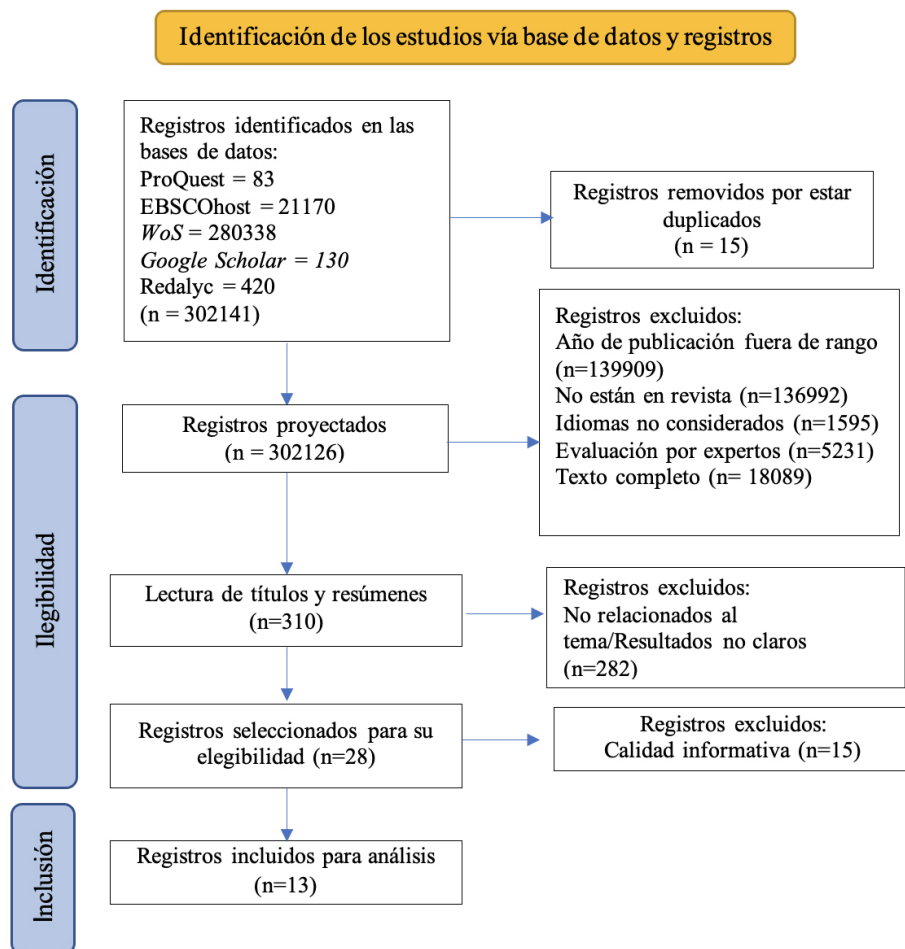 Identificación de los estudios vía base de datos y registros
Identificación
Registros identificados en las
bases de datos:
ProQuest = 83
EBSCOhost = 21170
WoS = 280338
Google Scholar = 130
Redalyc = 420
(n = 302141)
Registros removidos por estar
duplicados
(n = 15)
Ilegibilidad
Registros proyectados
(n = 302126)
Registros excluidos:
Año de publicación fuera de rango
(n=139909)
No están en revista (n=136992)
Idiomas no considerados (n=1595)
Evaluación por expertos (n=5231)
Texto completo (n= 18089)
Lectura de títulos y resúmenes
(n=310)
Registros excluidos:
No relacionados al
tema/Resultados no claros
(n=282)
Registros seleccionados para su
elegibilidad (n=28)
Registros excluidos:
Calidad informativa (n=15)
Inclusión
Registros incluidos para análisis
(n=13)